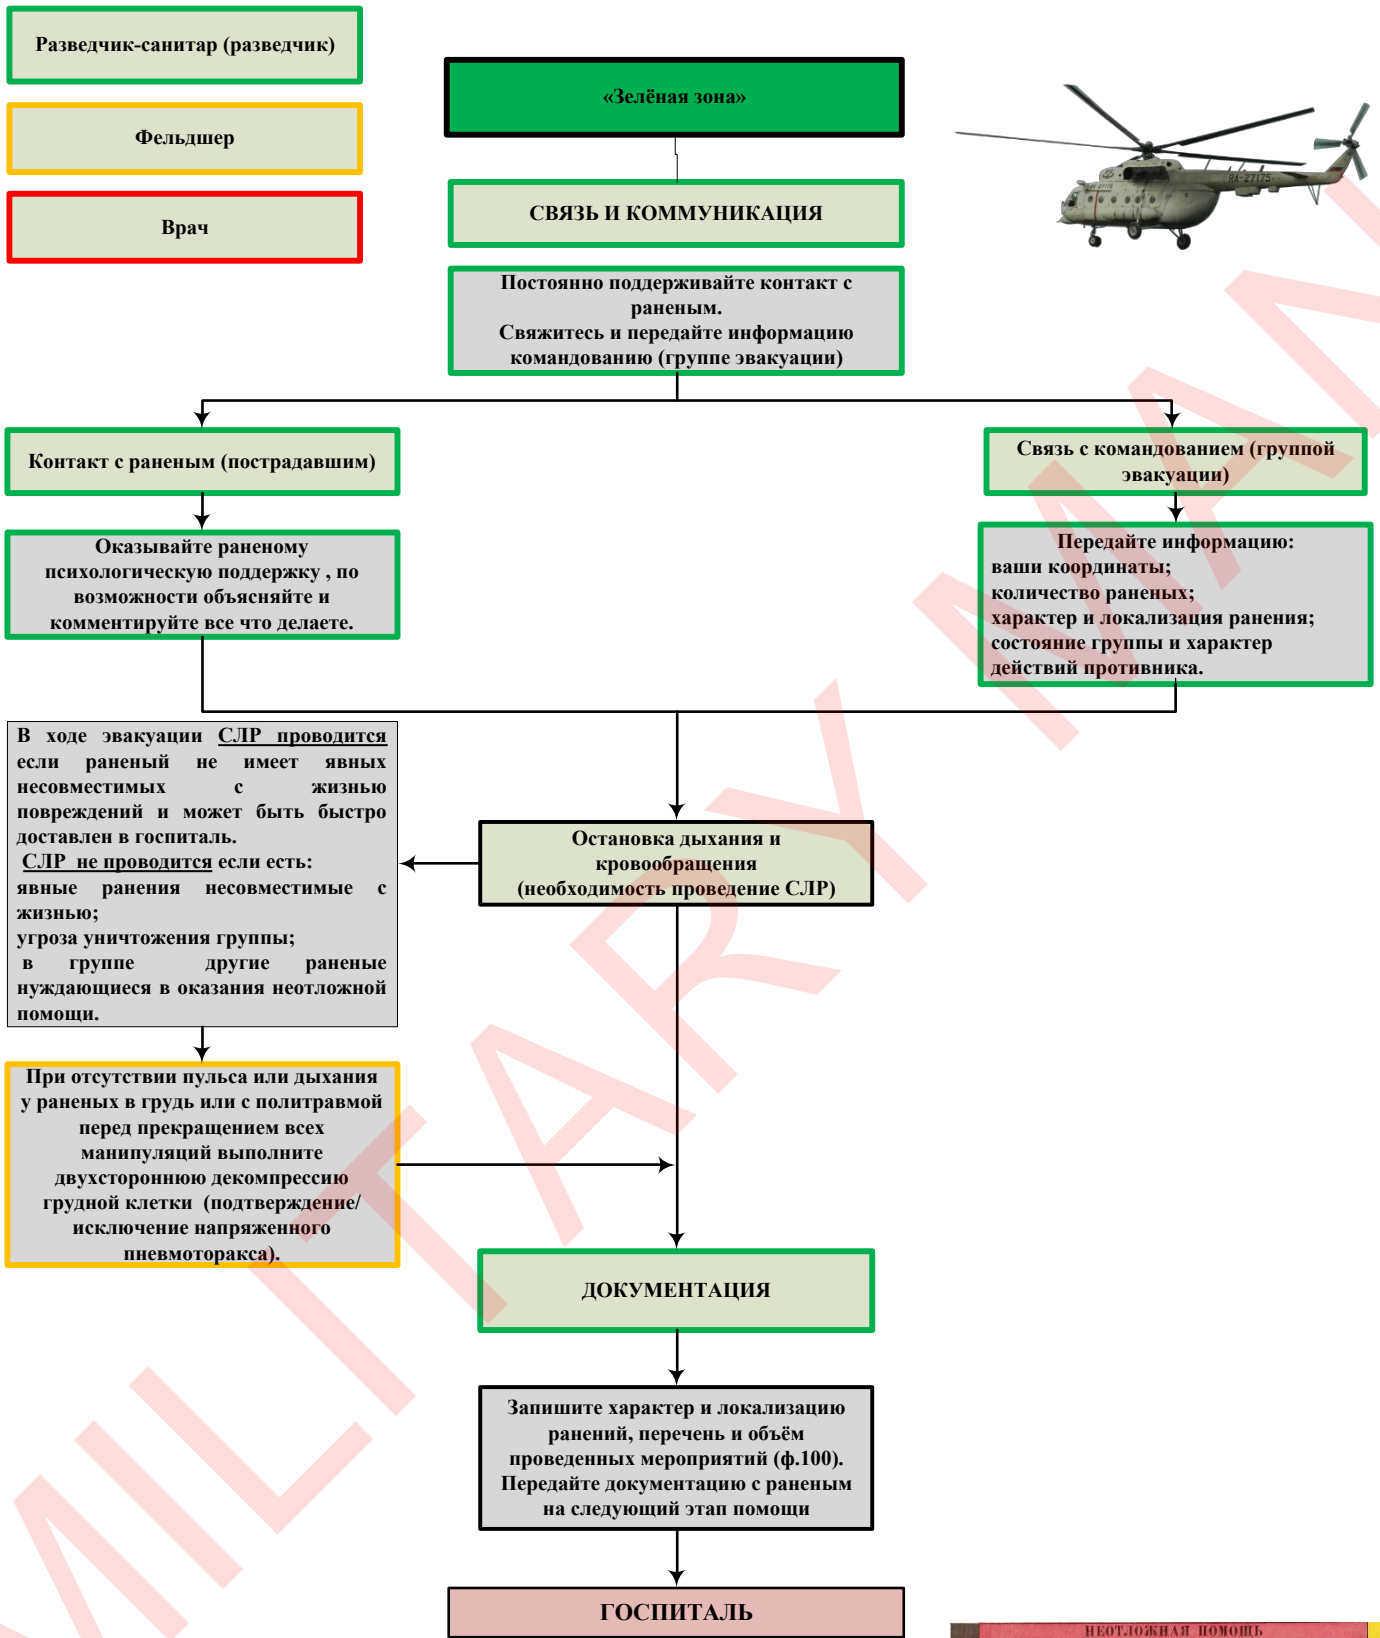 Разведчик-санитар (разведчик)
Фельдшер
Врач
«Зелёная зона»
RA-27175
СВЯЗЬ И КОММУНИКАЦИЯ
Постоянно поддерживайте контакт с
раненым.
Свяжитесь и передайте информацию
командованию (группе эвакуации)
Контакт с раненым (пострадавшим)
Связь с командованием (группой
эвакуации)
Оказывайте раненому
психологическую поддержку , по
возможности объясняйте и
комментируйте все что делаете.
Передайте информацию:
ваши координаты;
количество раненых;
характер и локализация ранения;
состояние группы и характер
действий противника.
В ходе эвакуации СЛР проводится
если раненый не имеет явных
несовместимых с жизнью
повреждений и может быть быстро
доставлен в госпиталь.
СЛР не проводится если есть:
явные ранения несовместимые с
жизнью;
угроза уничтожения группы;
в группе другие раненые
нуждающиеся в оказания неотложной
помощи.
Остановка дыхания и
кровообращения
(необходимость проведение СЛР)
При отсутствии пульса или дыхания
у раненых в грудь или с политравмой
перед прекращением всех
манипуляций выполните
двухстороннюю декомпрессию
грудной клетки (подтверждение/
исключение напряженного
пневмоторакса).
ДОКУМЕНТАЦИЯ
Запишите характер и локализацию
ранений, перечень и объём
проведенных мероприятий (ф.100).
Передайте документацию с раненым
на следующий этап помощи
ГОСПИТАЛЬ
НЕОТЛОЖНАЯ ПОМОЩЬ
MILITARY MAN